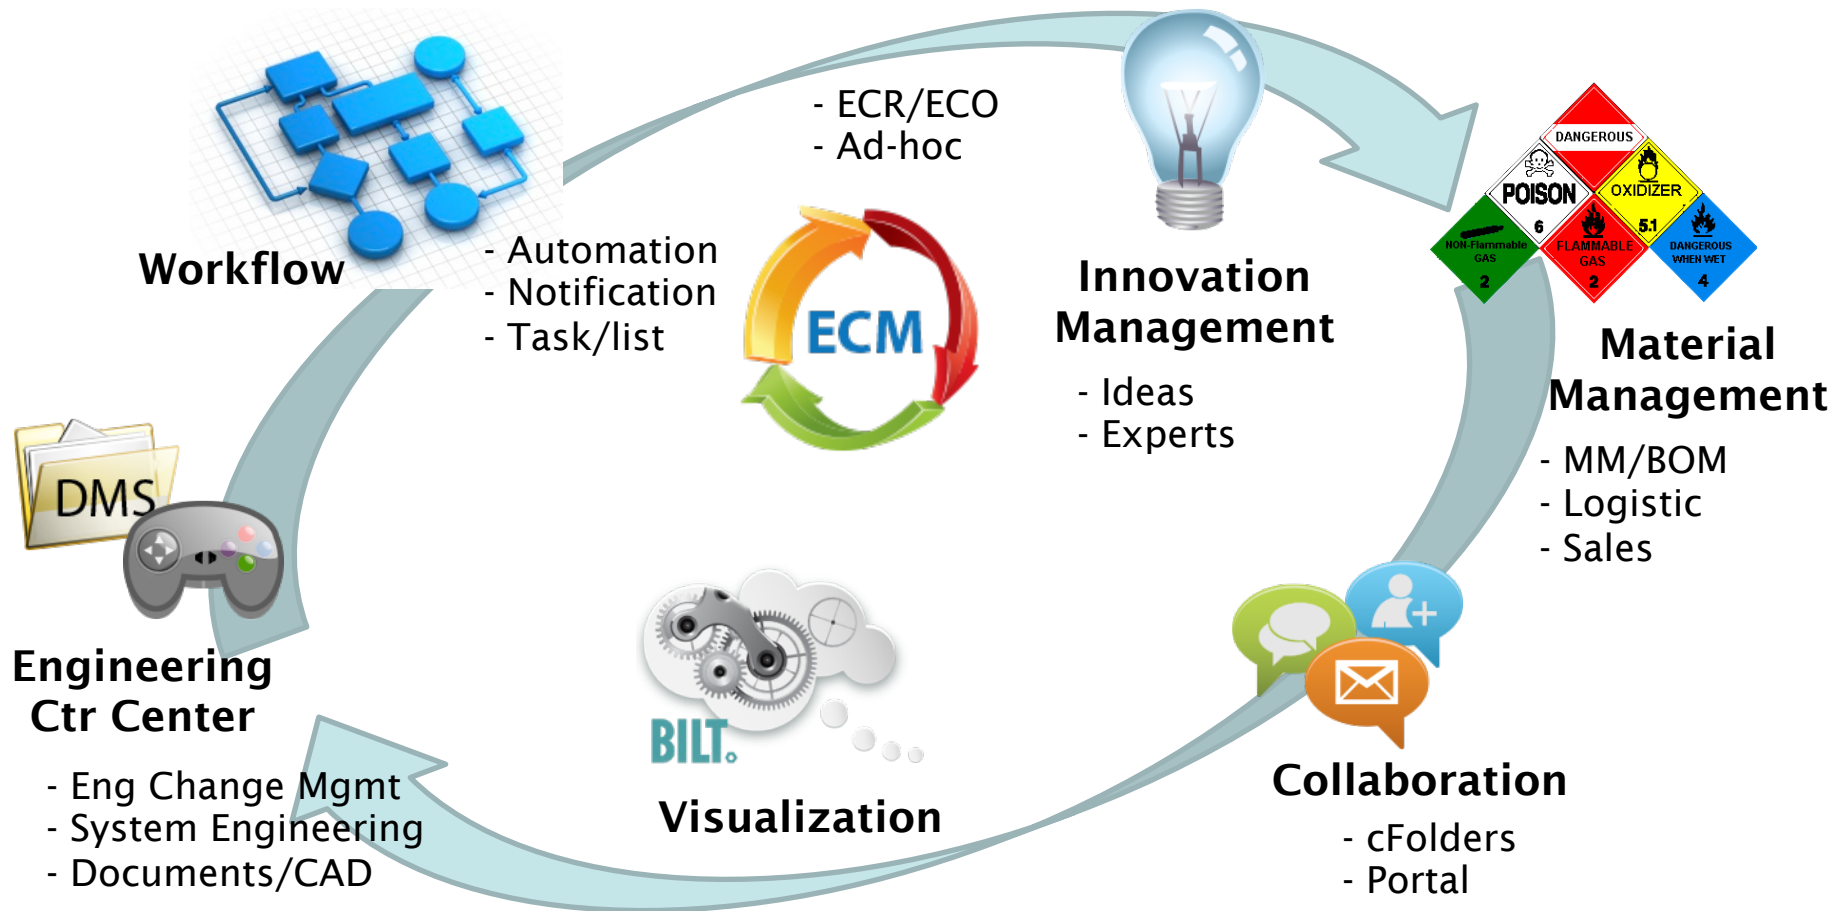 - ECR/ECO
- Ad-hoc
Workflow
- Automation
- Notification
- Task/list
ECM
Innovation
Management
- Ideas
- Experts
DANGEROUS
POISON
6
OXIDIZER
5.1
NON-Flammable
GAS
2
FLAMMABLE
GAS
2
DANGEROUS
WHEN WET
4
Material
Management
- MM/BOM
- Logistic
- Sales
DMS
Engineering
Ctr Center
- Eng Change Mgmt
- System Engineering
- Documents/CAD
BILT
Visualization
Collaboration
- cFolders
- Portal